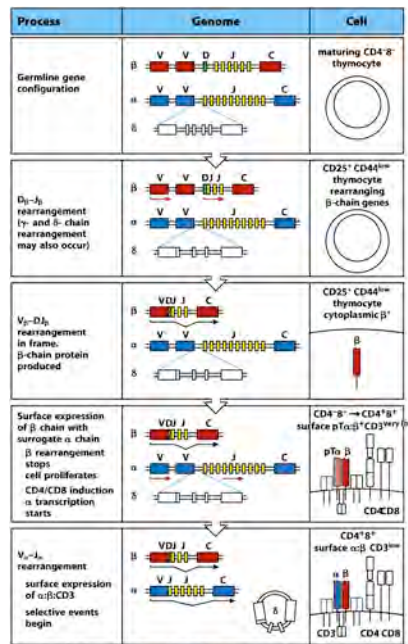 Process Genome Cell
V V D J C
β
Germline gene
configuration
V V J C
α
δ
maturing CD4⁻8⁻
thymocyte
V V DJ J C
β
Dβ–Jβ
rearrangement
(γ- and δ- chain
rearrangement
may also occur)
V V J C
α
δ
CD25⁺ CD44low
thymocyte
rearranging
β-chain genes
VDJ J C
β
Vβ–DJβ
rearrangement
in frame,
β-chain protein
produced
V V J C
α
δ
CD25⁺ CD44low
thymocyte
cytoplasmic β⁺
β
Surface expression
of β chain with
surrogate α chain
β rearrangement
stops
cell proliferates
CD4/CD8 induction
α transcription
starts
VDJ J C
β
V V J C
α
δ
CD4⁻8⁻ → CD4⁺8⁺
surface pTα:β⁺CD3very
pTα β
CD4 CD8
Vα–Jα
rearrangement
surface expression
of α:β:CD3
selective events
begin
VDJ J C
β
V J J C
α
δ
CD4⁺8⁺
surface α:β CD3low
α β
CD3 CD4 CD8